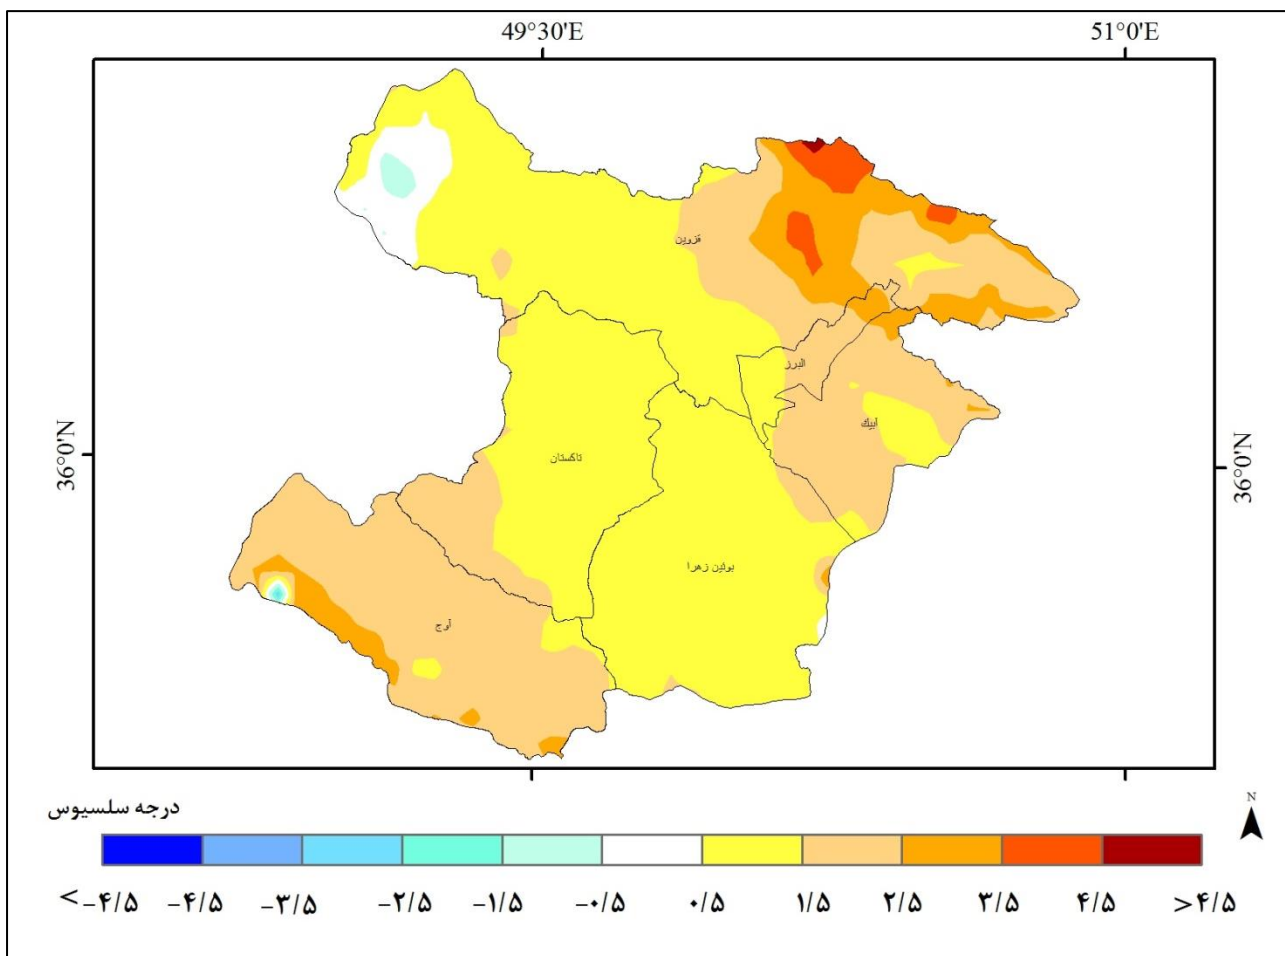 49°30'E 51°0'E
قزوین
البرز
آبیك
36°0'N 36°0'N
تاکستان
بوئین زهرا
آوج
درجه سلسیوس
N
<-۴/۵ -۴/۵ -۳/۵ -۲/۵ -۱/۵ -۰/۵ ۰/۵ ۱/۵ ۲/۵ ۳/۵ ۴/۵ >۴/۵